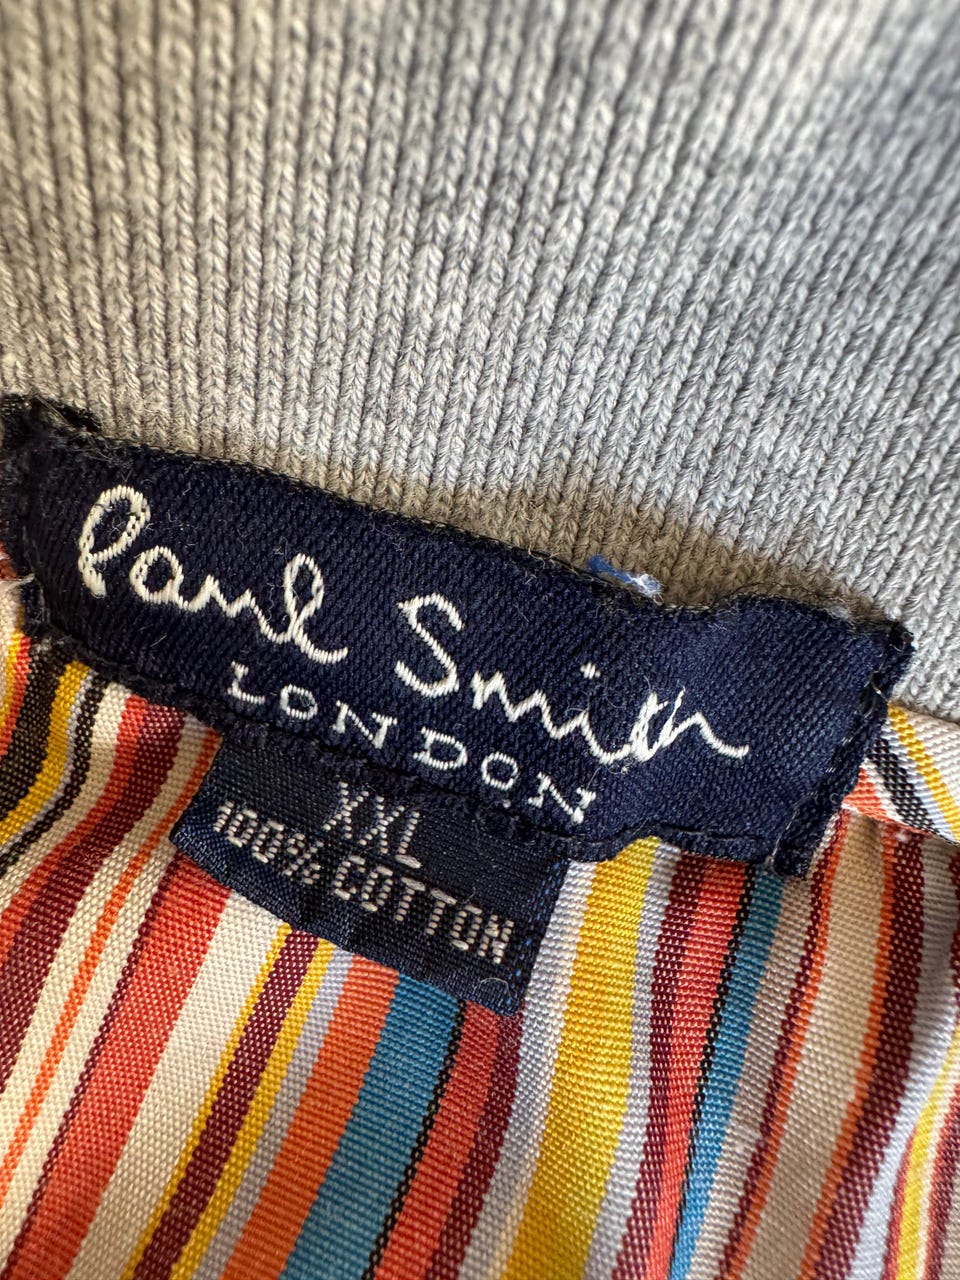 Paul Smith
LONDON
XXL
100% COTTON